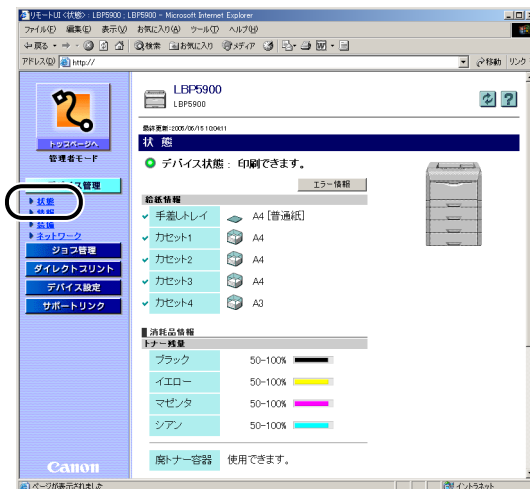 リモートUI <状態> : LBP5900 ; LBP5900 - Microsoft Internet Explorer
ファイル(F) 編集(E) 表示(V) お気に入り(A) ツール(T) ヘルプ(H)
戻る 検索 お気に入り メディア
アドレス(D) http:// 移動 リンク
LBP5900
LBP5900
トップページへ
管理者モード
最終更新:2005/06/15 10:04:11
状 態
デバイス状態 : 印刷できます。
エラー情報
デバイス管理
状態
情報
装備
ネットワーク
ジョブ管理
ダイレクトプリント
デバイス設定
サポートリンク
給紙情報
手差しトレイ A4 [普通紙]
カセット1 A4
カセット2 A4
カセット3 A4
カセット4 A3
消耗品情報
トナー残量
ブラック 50-100%
イエロー 50-100%
マゼンタ 50-100%
シアン 50-100%
廃トナー容器 使用できます。
Canon
ページが表示されました
イントラネット